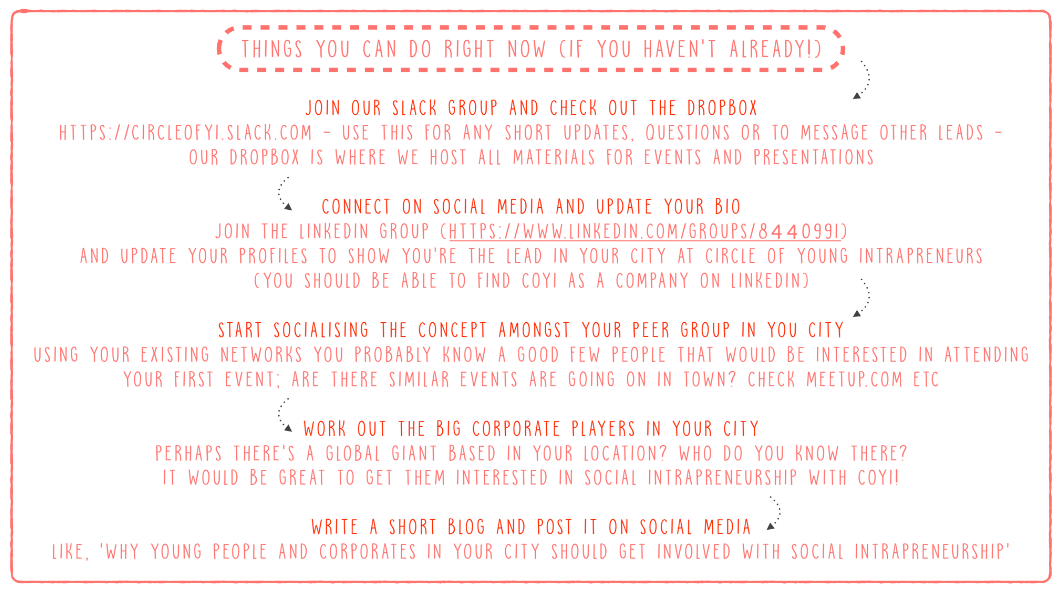 THINGS YOU CAN DO RIGHT NOW (IF YOU HAVEN'T ALREADY!)
JOIN OUR SLACK GROUP AND CHECK OUT THE DROPBOX
HTTPS://CIRCLEOFYI.SLACK.COM - USE THIS FOR ANY SHORT UPDATES, QUESTIONS OR TO MESSAGE OTHER LEADS -
OUR DROPBOX IS WHERE WE HOST ALL MATERIALS FOR EVENTS AND PRESENTATIONS
CONNECT ON SOCIAL MEDIA AND UPDATE YOUR BIO
JOIN THE LINKEDIN GROUP (HTTPS://WWW.LINKEDIN.COM/GROUPS/8440991)
AND UPDATE YOUR PROFILES TO SHOW YOU'RE THE LEAD IN YOUR CITY AT CIRCLE OF YOUNG INTRAPRENEURS
(YOU SHOULD BE ABLE TO FIND COYI AS A COMPANY ON LINKEDIN)
START SOCIALISING THE CONCEPT AMONGST YOUR PEER GROUP IN YOU CITY
USING YOUR EXISTING NETWORKS YOU PROBABLY KNOW A GOOD FEW PEOPLE THAT WOULD BE INTERESTED IN ATTENDING
YOUR FIRST EVENT; ARE THERE SIMILAR EVENTS ARE GOING ON IN TOWN? CHECK MEETUP.COM ETC
WORK OUT THE BIG CORPORATE PLAYERS IN YOUR CITY
PERHAPS THERE'S A GLOBAL GIANT BASED IN YOUR LOCATION? WHO DO YOU KNOW THERE?
IT WOULD BE GREAT TO GET THEM INTERESTED IN SOCIAL INTRAPRENEURSHIP WITH COYI!
WRITE A SHORT BLOG AND POST IT ON SOCIAL MEDIA
LIKE, 'WHY YOUNG PEOPLE AND CORPORATES IN YOUR CITY SHOULD GET INVOLVED WITH SOCIAL INTRAPRENEURSHIP'